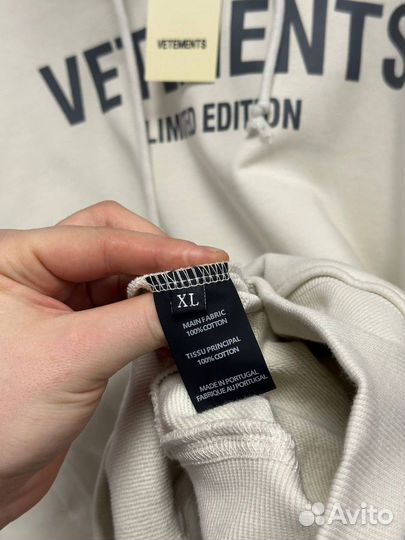 VETEMENTS
VETEMENTS
LIMITED EDITION
XL
MAIN FABRIC
100% COTTON
TISSU PRINCIPAL
100% COTTON
MADE IN PORTUGAL
FABRIQUE AU PORTUGAL
Avito